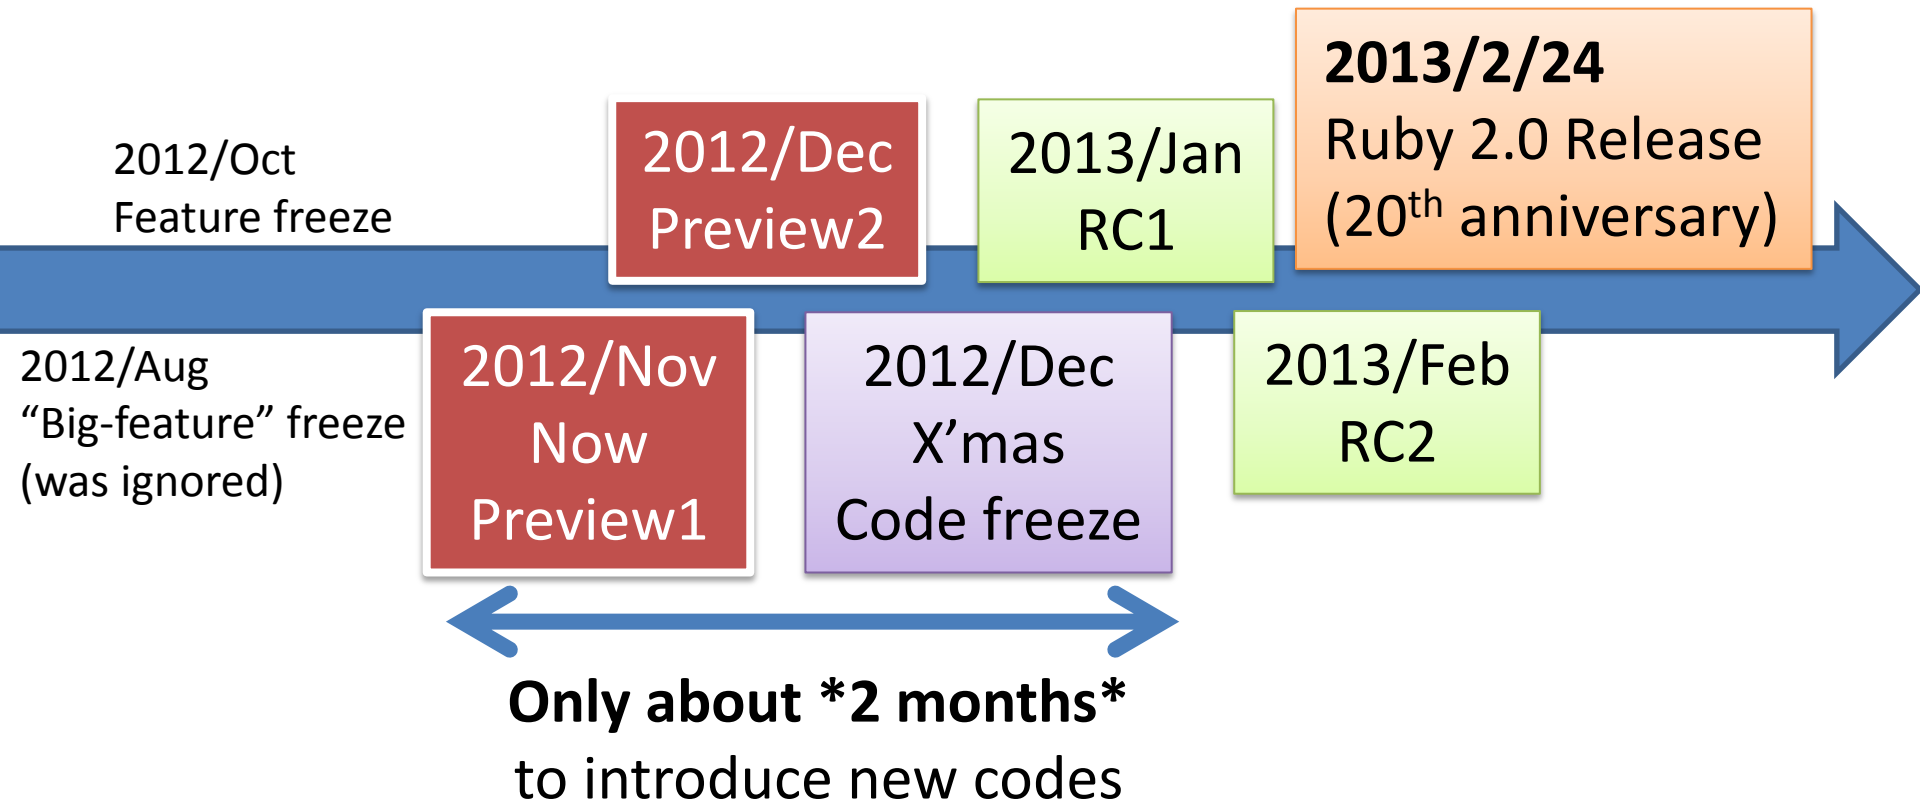 2012/Oct
Feature freeze
2012/Dec
Preview2
2013/Jan
RC1
2013/2/24
Ruby 2.0 Release
(20th anniversary)
2012/Aug
“Big-feature” freeze
(was ignored)
2012/Nov
Now
Preview1
2012/Dec
X’mas
Code freeze
2013/Feb
RC2
Only about *2 months*
to introduce new codes